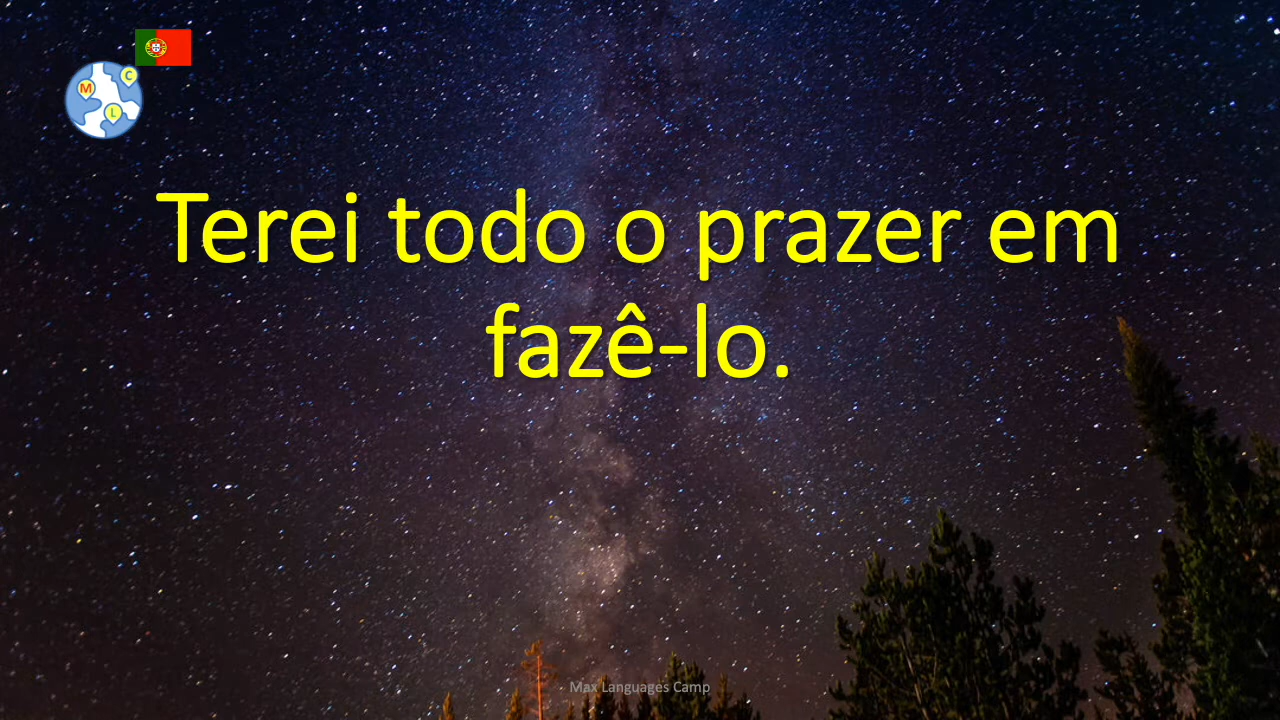 C
M
L
Terei todo o prazer em
fazê-lo.
Max Languages Camp